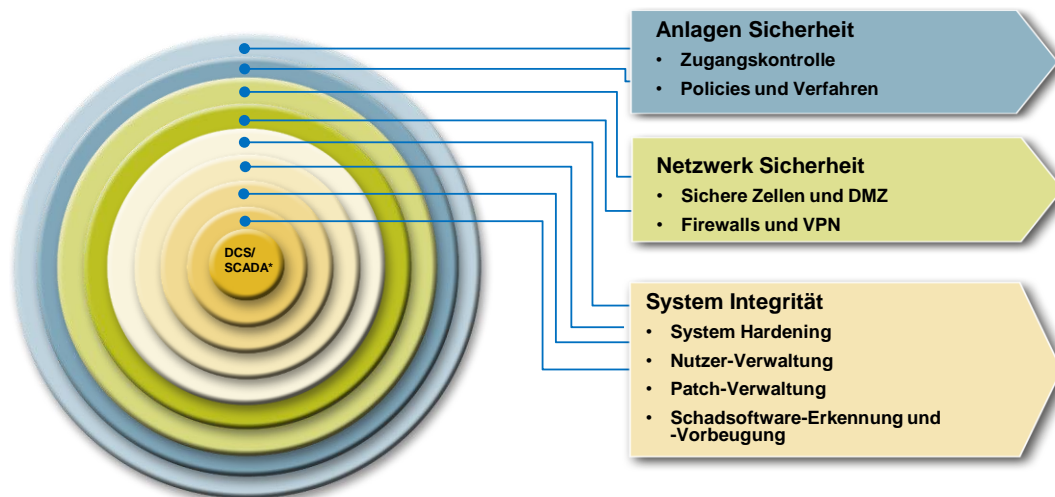 Anlagen Sicherheit
• Zugangskontrolle
• Policies und Verfahren
Netzwerk Sicherheit
• Sichere Zellen und DMZ
• Firewalls und VPN
DCS/
SCADA*
System Integrität
• System Hardening
• Nutzer-Verwaltung
• Patch-Verwaltung
• Schadsoftware-Erkennung und
-Vorbeugung